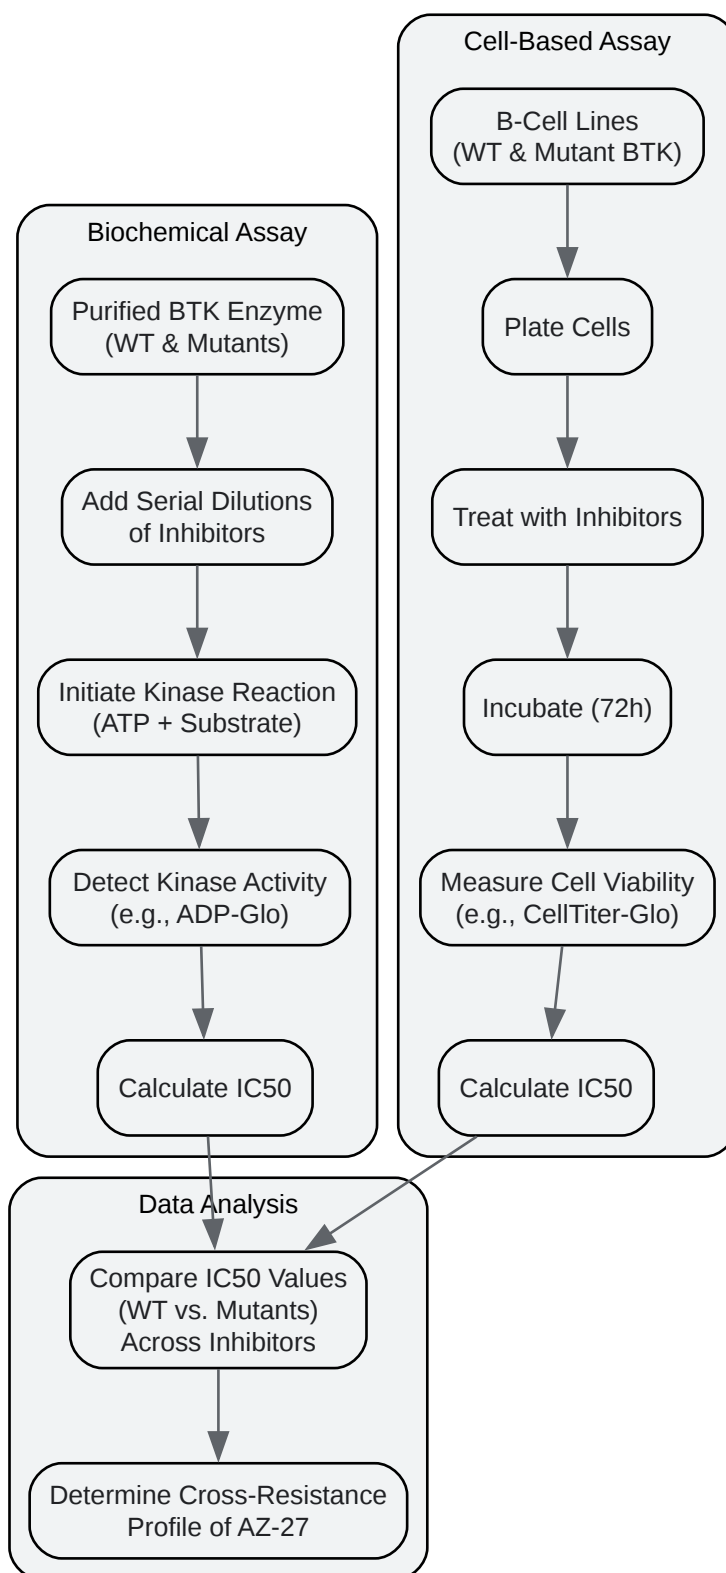 Biochemical Assay
Purified BTK Enzyme
(WT & Mutants)
Add Serial Dilutions
of Inhibitors
Initiate Kinase Reaction
(ATP + Substrate)
Detect Kinase Activity
(e.g., ADP-Glo)
Calculate IC50
Cell-Based Assay
B-Cell Lines
(WT & Mutant BTK)
Plate Cells
Treat with Inhibitors
Incubate (72h)
Measure Cell Viability
(e.g., CellTiter-Glo)
Calculate IC50
Data Analysis
Compare IC50 Values
(WT vs. Mutants)
Across Inhibitors
Determine Cross-Resistance
Profile of AZ-27